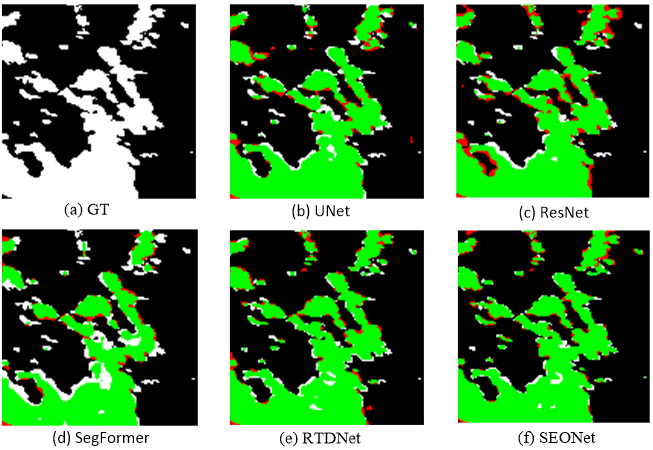 (a) GT
(b) UNet
(c) ResNet
(d) SegFormer
(e) RTDNet
(f) SEONet